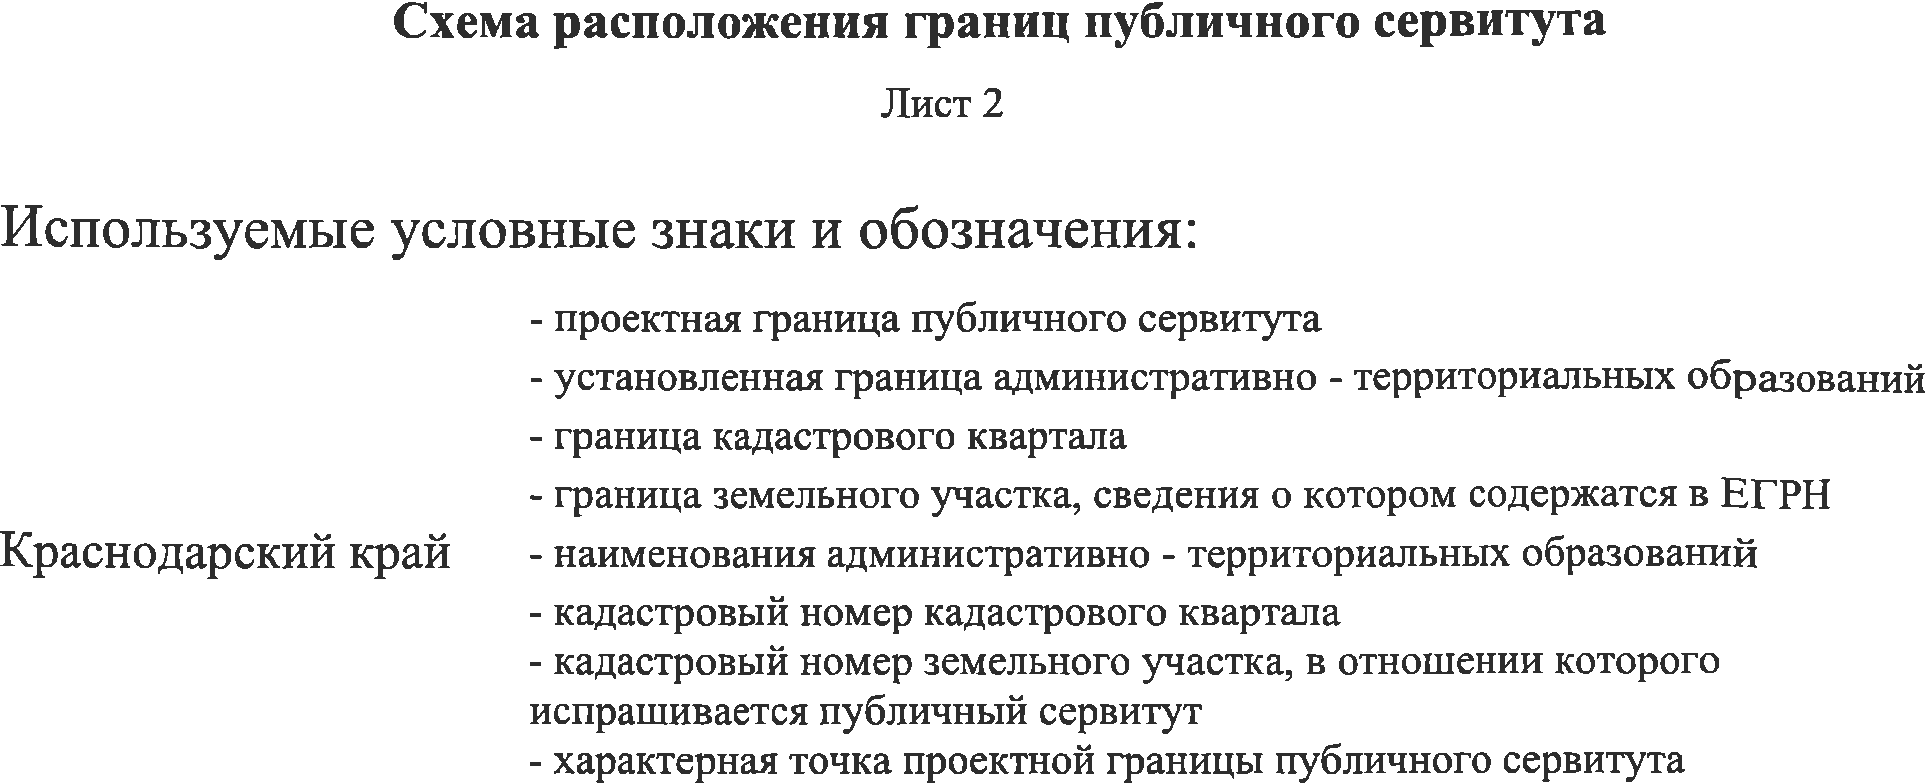 Схема расположения границ публичного сервитута
Лист 2
Используемые условные знаки и обозначения:
- проектная граница публичного сервитута
- установленная граница административно - территориальных образований
- граница кадастрового квартала
- граница земельного участка, сведения о котором содержатся в ЕГРН
Краснодарский край - наименования административно - территориальных образований
- кадастровый номер кадастрового квартала
- кадастровый номер земельного участка, в отношении которого
испрашивается публичный сервитут
- характерная точка проектной границы публичного сервитута